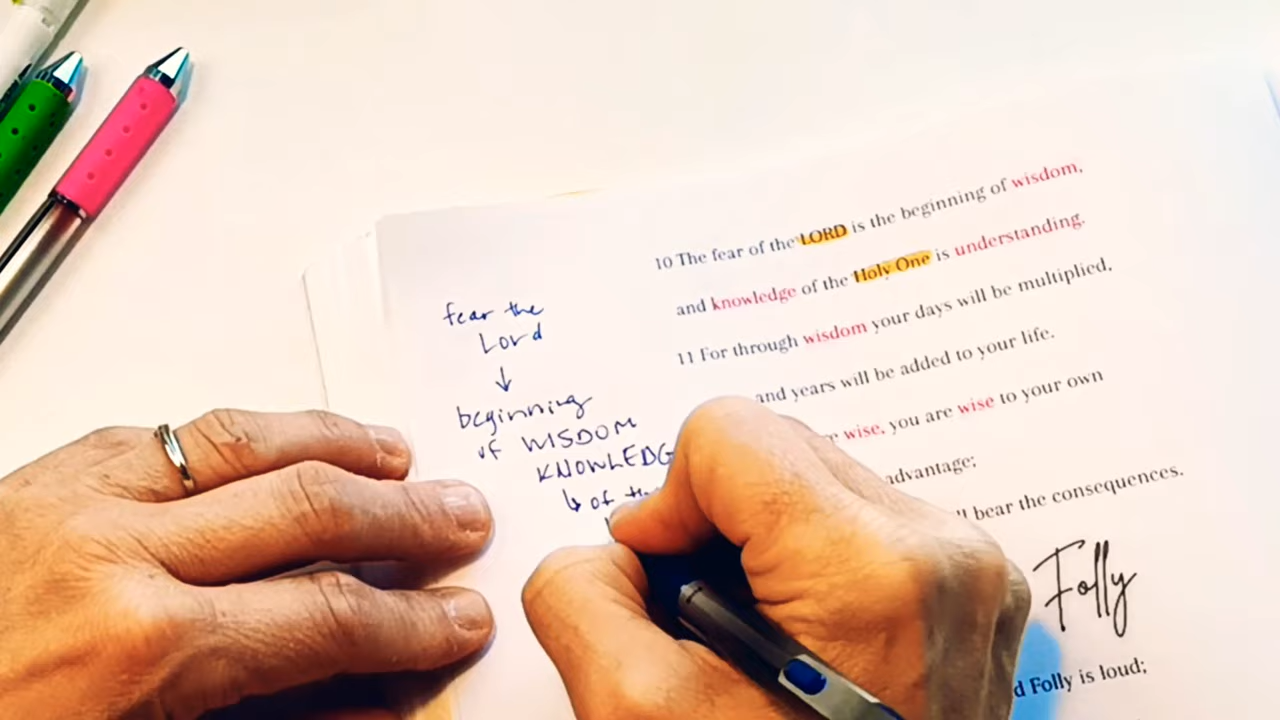 fear the
Lord
↓
beginning
of WISDOM
KNOWLEDG
↳ of
10 The fear of the LORD is the beginning of wisdom,
and knowledge of the Holy One is understanding.
11 For through wisdom your days will be multiplied,
and years will be added to your life.
wise, you are wise to your own
advantage;
bear the consequences.
Folly
Folly is loud;